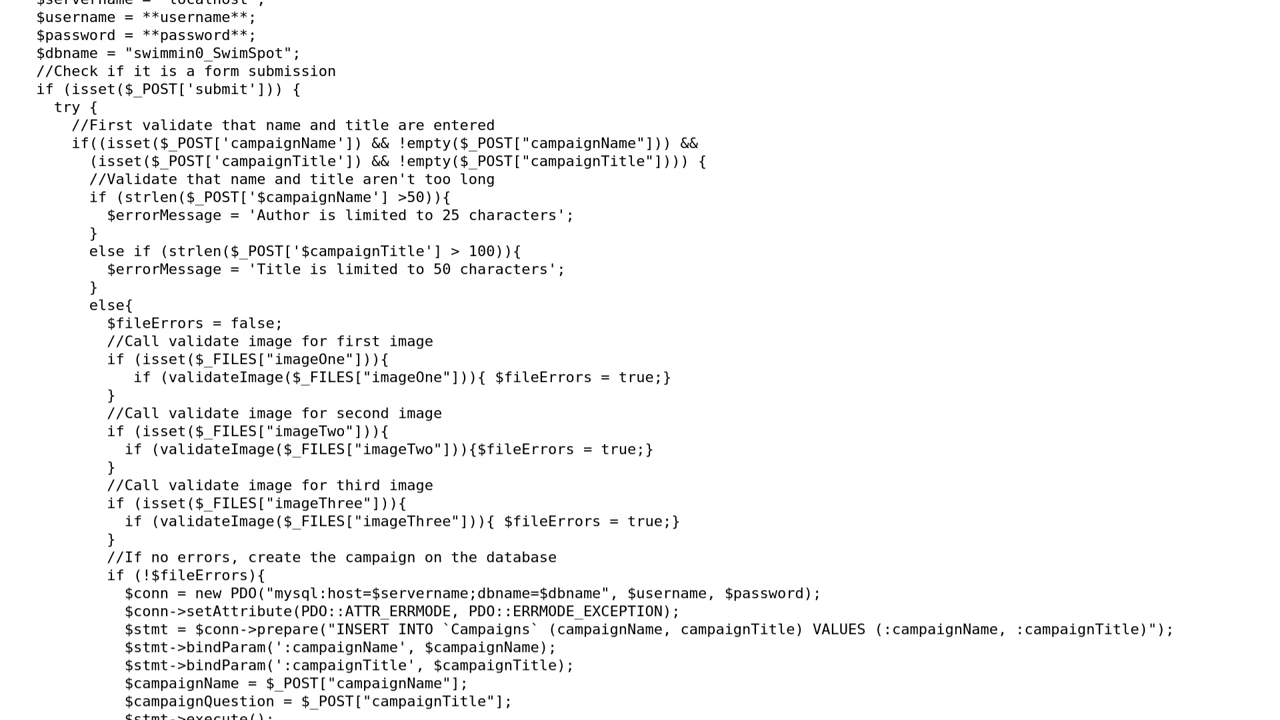 $servername = "localhost";
$username = **username**;
$password = **password**;
$dbname = "swimmin0_SwimSpot";
//Check if it is a form submission
if (isset($_POST['submit'])) {
try {
//First validate that name and title are entered
if((isset($_POST['campaignName']) && !empty($_POST["campaignName"])) &&
(isset($_POST['campaignTitle']) && !empty($_POST["campaignTitle"]))) {
//Validate that name and title aren't too long
if (strlen($_POST['$campaignName'] >50)){
$errorMessage = 'Author is limited to 25 characters';
}
else if (strlen($_POST['$campaignTitle'] > 100)){
$errorMessage = 'Title is limited to 50 characters';
}
else{
$fileErrors = false;
//Call validate image for first image
if (isset($_FILES["imageOne"])){
if (validateImage($_FILES["imageOne"])){ $fileErrors = true;}
}
//Call validate image for second image
if (isset($_FILES["imageTwo"])){
if (validateImage($_FILES["imageTwo"])){$fileErrors = true;}
}
//Call validate image for third image
if (isset($_FILES["imageThree"])){
if (validateImage($_FILES["imageThree"])){ $fileErrors = true;}
}
//If no errors, create the campaign on the database
if (!$fileErrors){
$conn = new PDO("mysql:host=$servername;dbname=$dbname", $username, $password);
$conn->setAttribute(PDO::ATTR_ERRMODE, PDO::ERRMODE_EXCEPTION);
$stmt = $conn->prepare("INSERT INTO `Campaigns` (campaignName, campaignTitle) VALUES (:campaignName, :campaignTitle)");
$stmt->bindParam(':campaignName', $campaignName);
$stmt->bindParam(':campaignTitle', $campaignTitle);
$campaignName = $_POST["campaignName"];
$campaignQuestion = $_POST["campaignTitle"];
$stmt->execute();